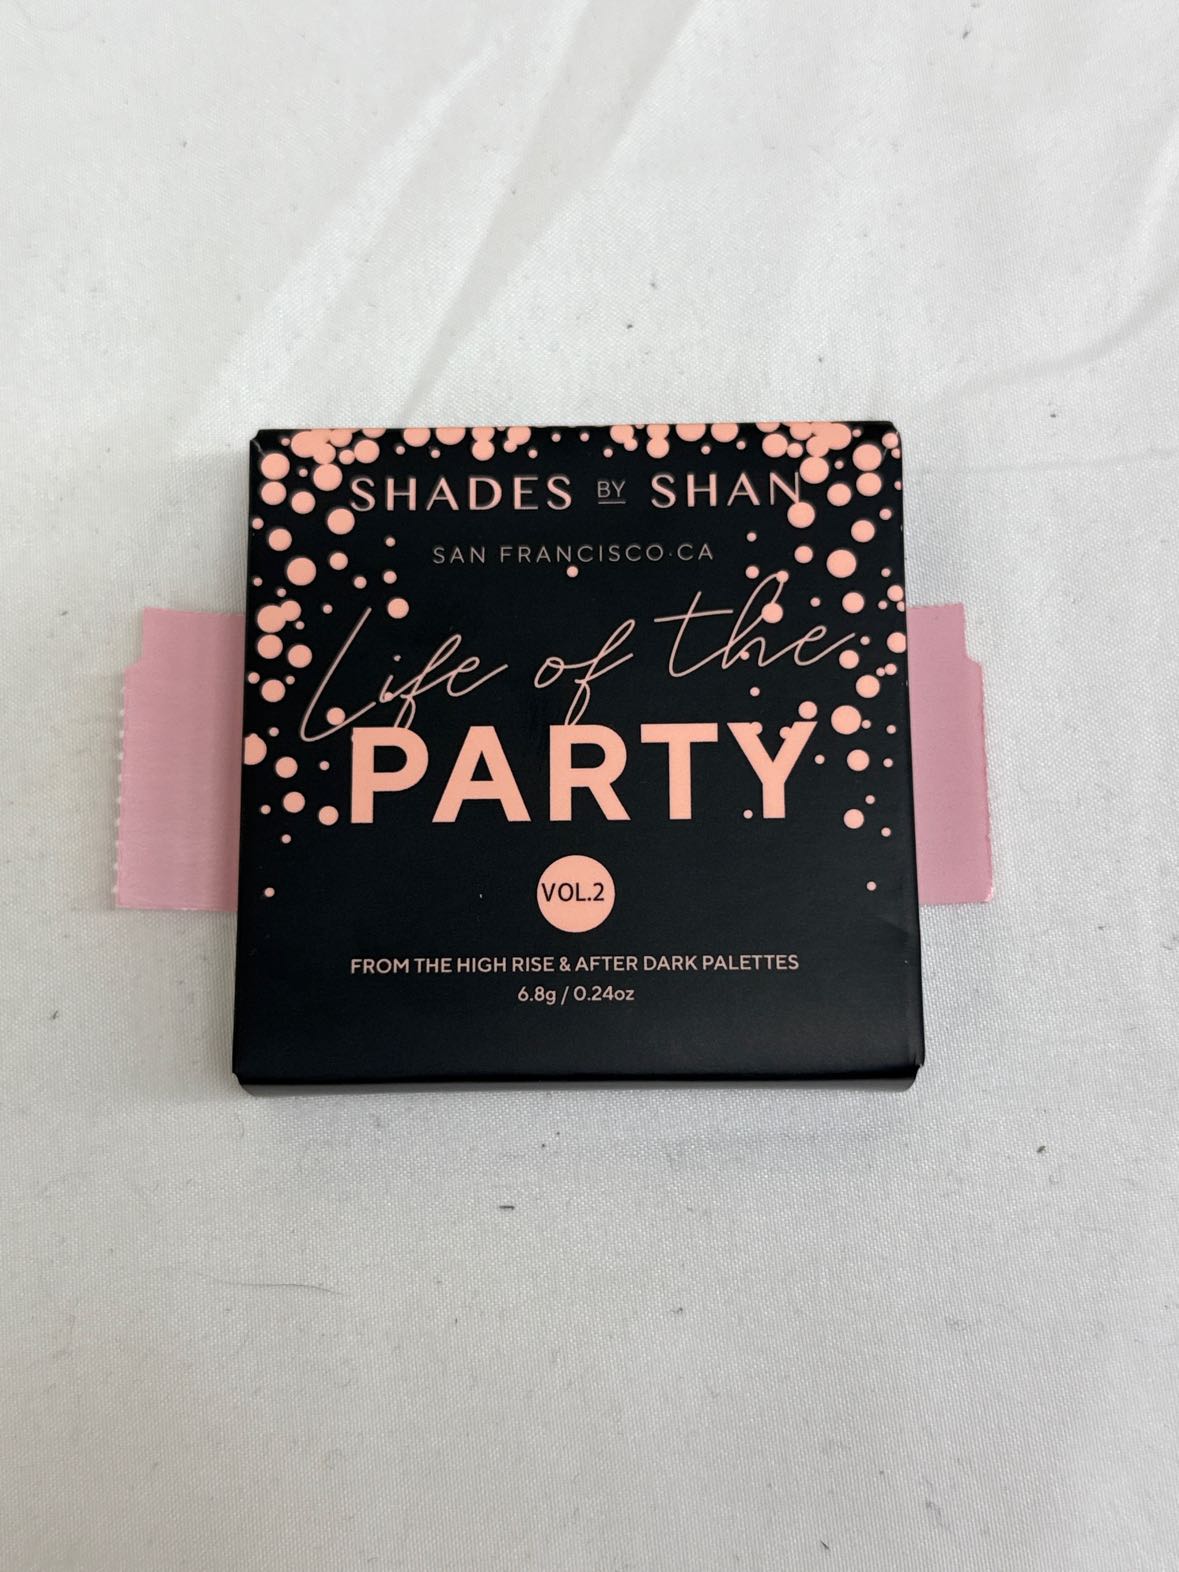 SHADES BY SHAN
SAN FRANCISCO·CA
Life of the
PARTY
VOL.2
FROM THE HIGH RISE & AFTER DARK PALETTES
6.8g / 0.24oz